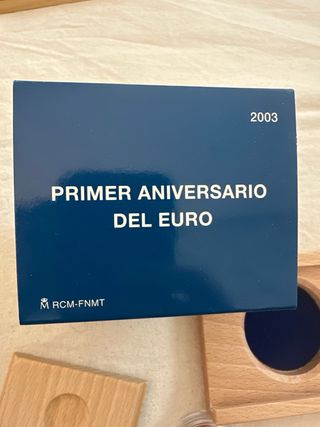 2003
PRIMER ANIVERSARIO
DEL EURO
M RCM-FNMT